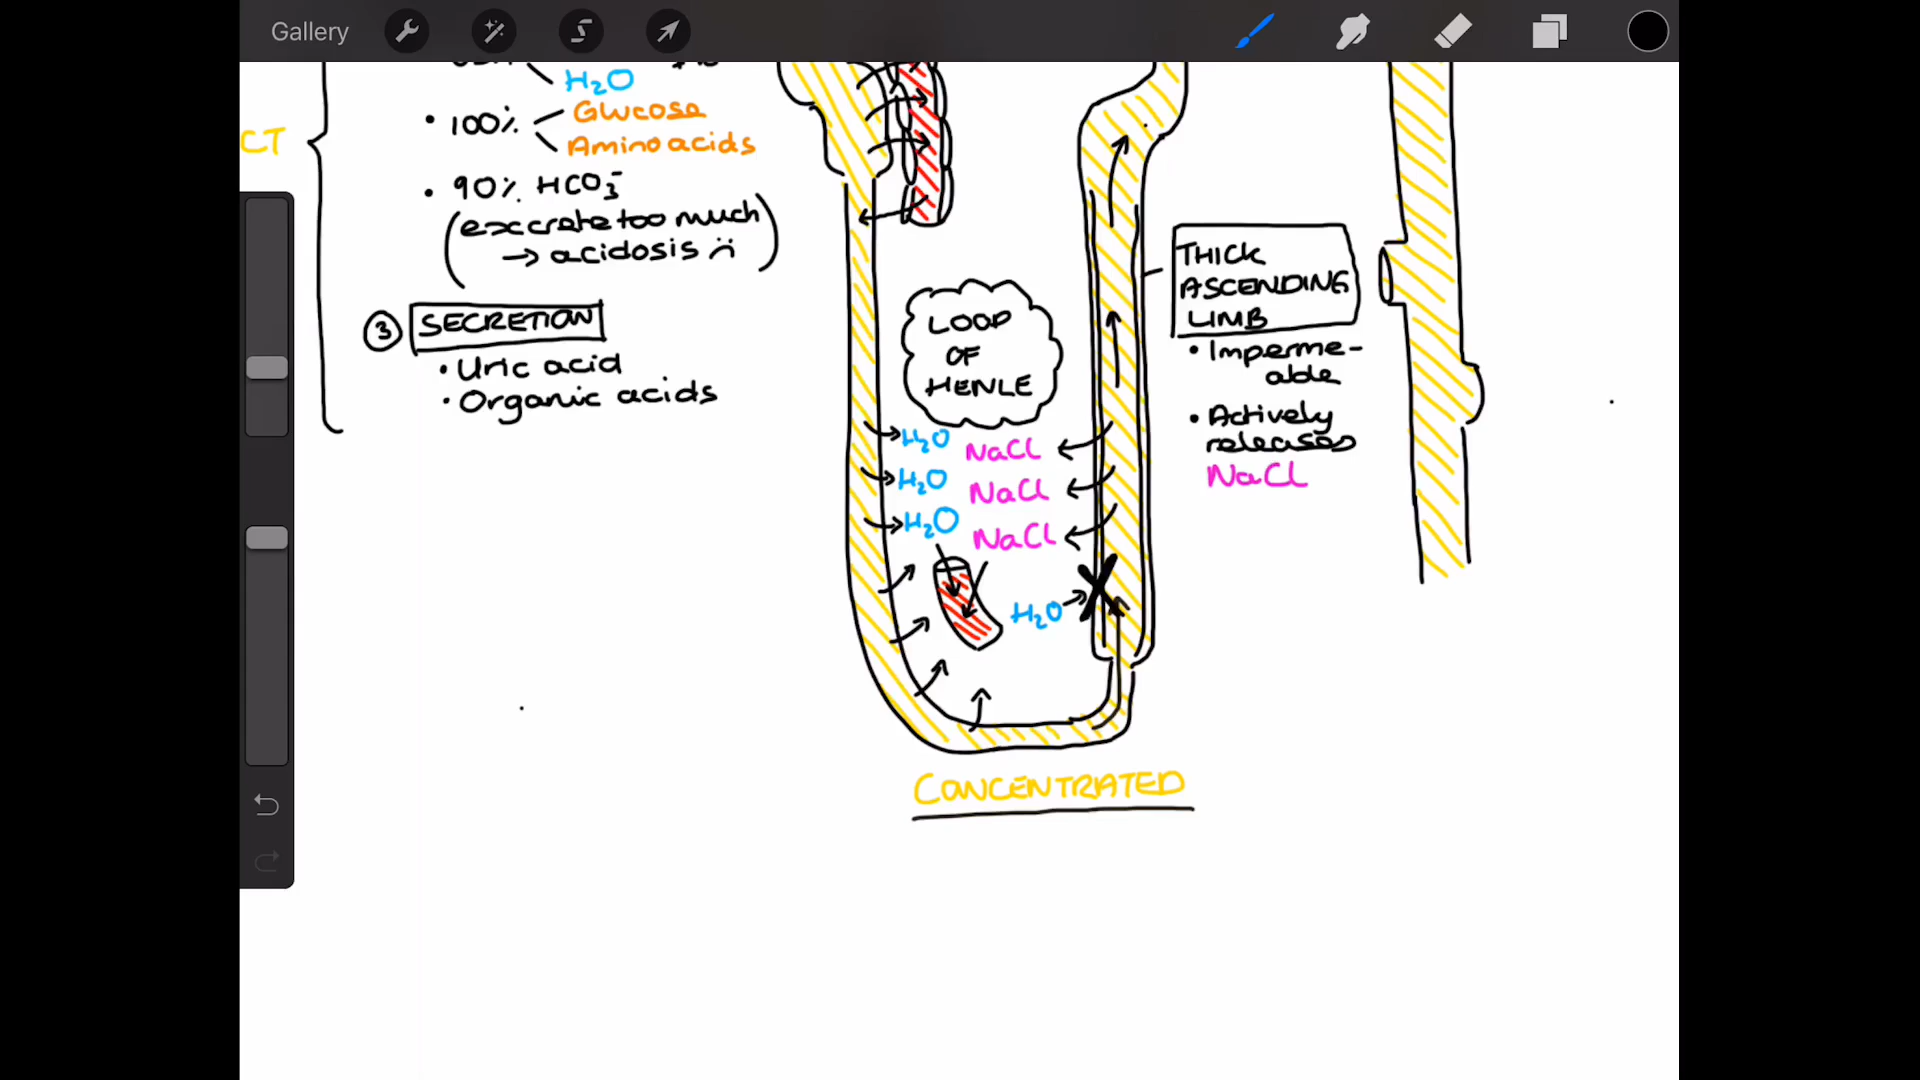 Gallery
H₂O
• 100% Glucose
Amino acids
CT
• 90% HCO₃⁻
(excrete too much
→ acidosis :()
③ SECRETION
• Uric acid
• Organic acids
LOOP
OF
HENLE
H₂O NaCl
H₂O NaCl
H₂O NaCl
H₂O
THICK
ASCENDING
LIMB
• Imperme-
able
• Actively
releases
NaCl
CONCENTRATED